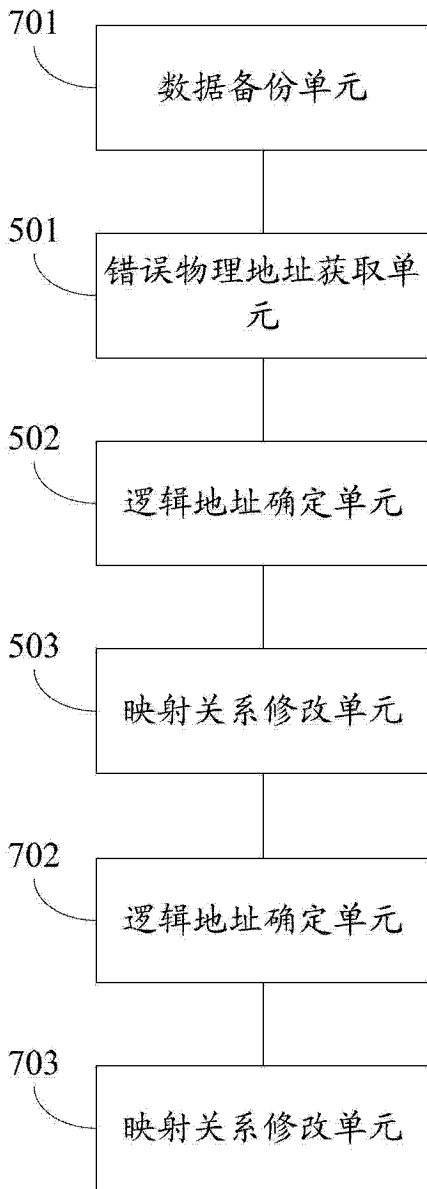 701
数据备份单元
501
错误物理地址获取单
元
502
逻辑地址确定单元
503
映射关系修改单元
702
逻辑地址确定单元
703
映射关系修改单元